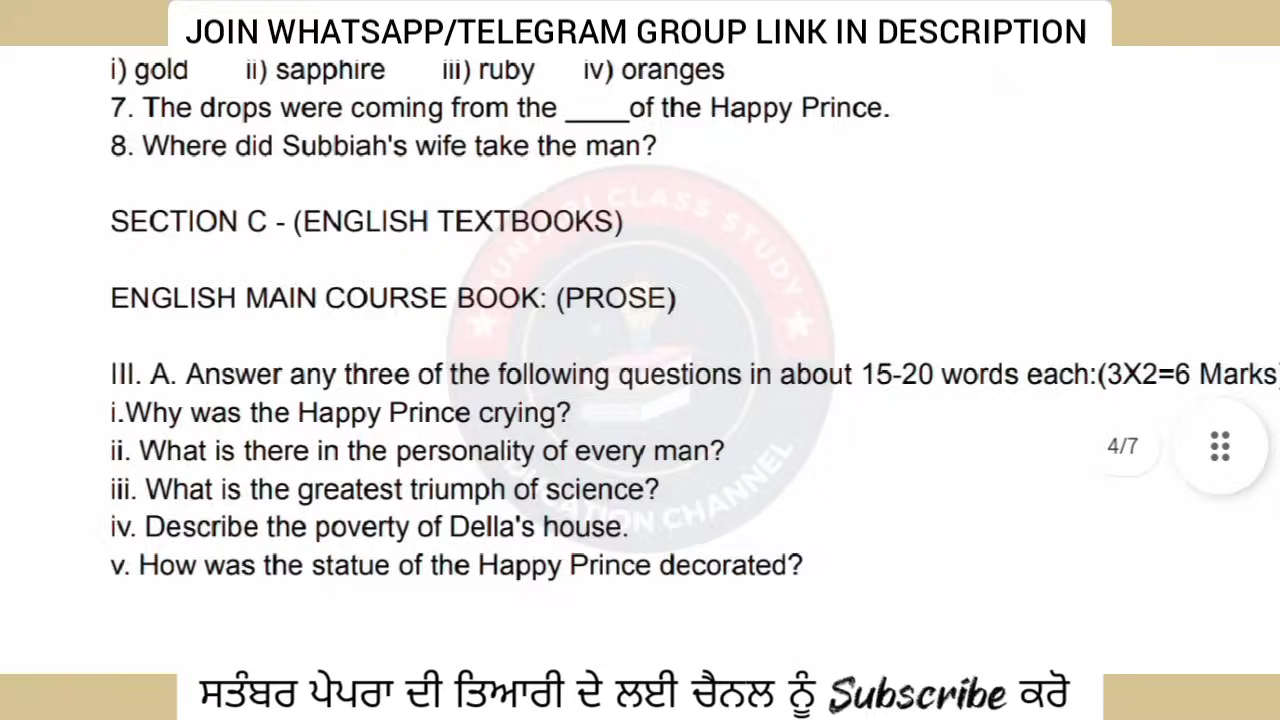 JOIN WHATSAPP/TELEGRAM GROUP LINK IN DESCRIPTION
i) gold ii) sapphire iii) ruby iv) oranges
7. The drops were coming from the ____of the Happy Prince.
8. Where did Subbiah's wife take the man?
SECTION C - (ENGLISH TEXTBOOKS)
ENGLISH MAIN COURSE BOOK: (PROSE)
III. A. Answer any three of the following questions in about 15-20 words each:(3X2=6 Marks)
i.Why was the Happy Prince crying?
ii. What is there in the personality of every man?
4/7
iii. What is the greatest triumph of science?
iv. Describe the poverty of Della's house.
v. How was the statue of the Happy Prince decorated?
ਸਤੰਬਰ ਪੇਪਰਾ ਦੀ ਤਿਆਰੀ ਦੇ ਲਈ ਚੈਨਲ ਨੂੰ Subscribe ਕਰੋ